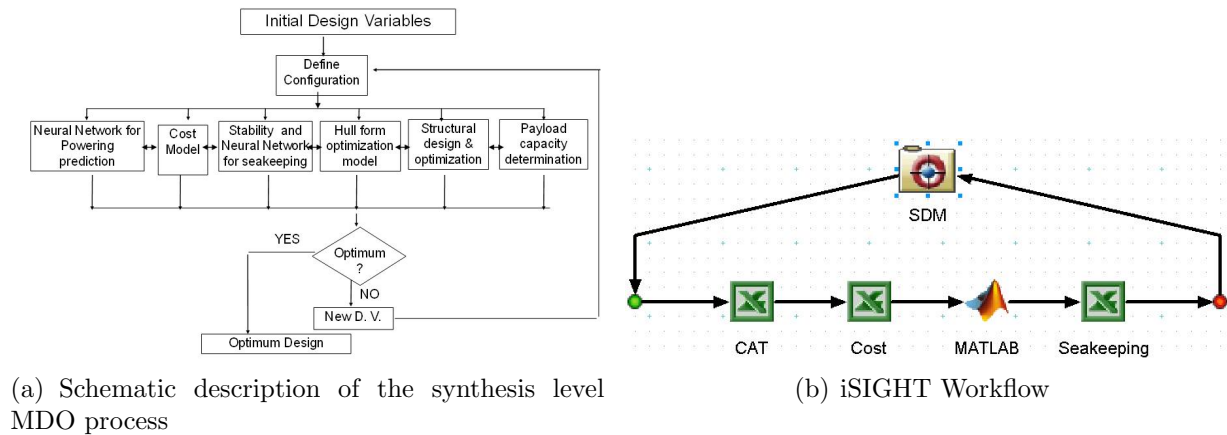 Initial Design Variables
Define
Configuration
Neural Network for
Powering
prediction
Cost
Model
Stability and
Neural Network
for seakeeping
Hull form
optimization
model
Structural
design &
optimization
Payload
capacity
determination
YES
Optimum
?
NO
New D. V.
Optimum Design
(a) Schematic description of the synthesis level
MDO process
SDM
CAT
Cost
MATLAB
Seakeeping
(b) iSIGHT Workflow